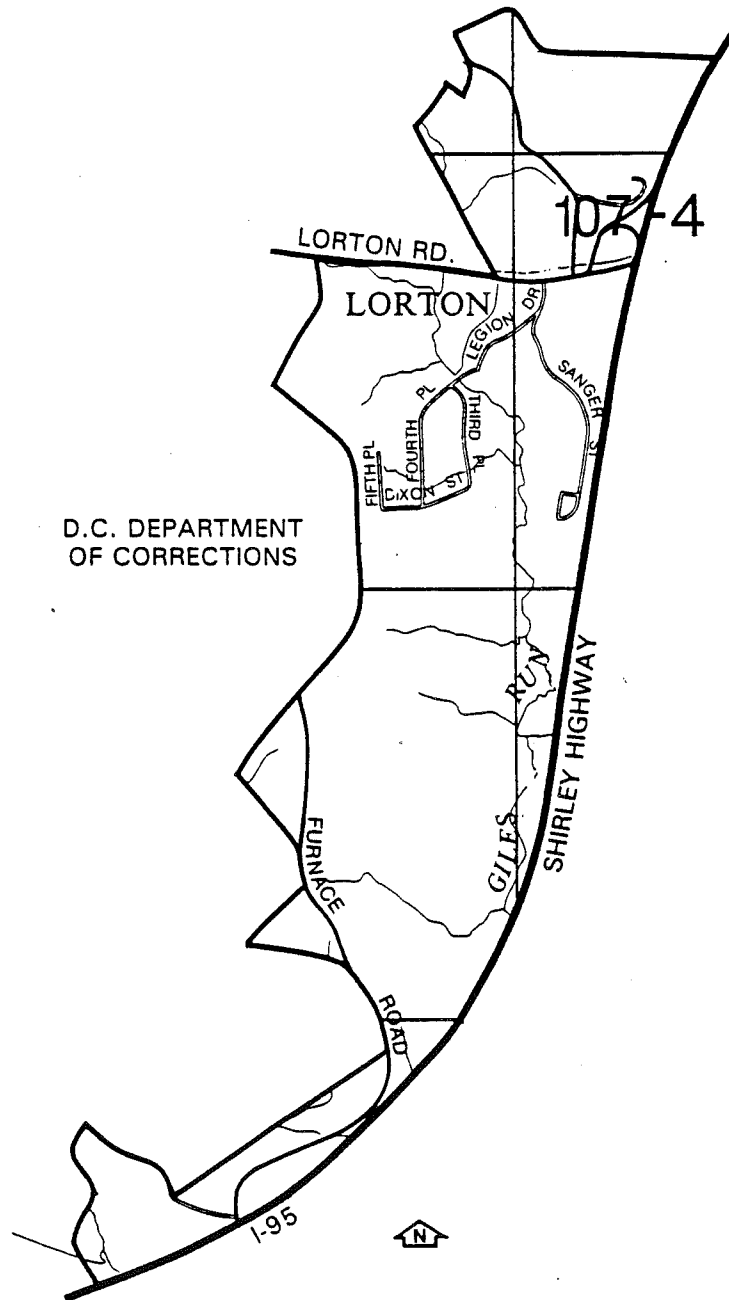 107-4
LORTON RD.
LORTON
LEGION DR
SANGER ST
FOURTH PL
THIRD PL
FIFTH PL
DIXON ST
D.C. DEPARTMENT
OF CORRECTIONS
GILES RUN
SHIRLEY HIGHWAY
FURNACE ROAD
I-95
N